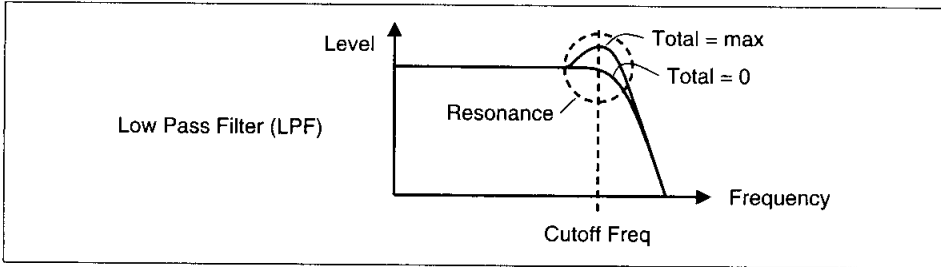 Level
Total = max
Total = 0
Resonance
Low Pass Filter (LPF)
Frequency
Cutoff Freq